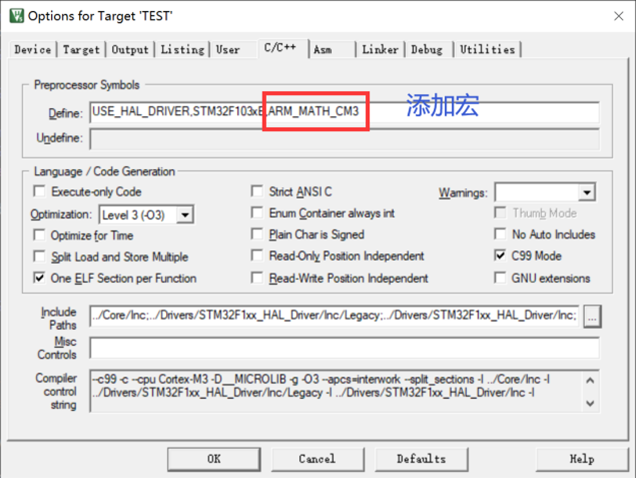 Options for Target 'TEST'
Device Target Output Listing User C/C++ Asm Linker Debug Utilities
Preprocessor Symbols
Define: USE_HAL_DRIVER,STM32F103xE,ARM_MATH_CM3 添加宏
Undefine:
Language / Code Generation
Execute-only Code Strict ANSI C Warnings:
Optimization: Level 3 (-O3) Enum Container always int Thumb Mode
Optimize for Time Plain Char is Signed No Auto Includes
Split Load and Store Multiple Read-Only Position Independent C99 Mode
One ELF Section per Function Read-Write Position Independent GNU extensions
Include
Paths
../Core/Inc;../Drivers/STM32F1xx_HAL_Driver/Inc/Legacy;../Drivers/STM32F1xx_HAL_Driver/Inc; ...
Misc
Controls
Compiler
control
string
--c99 -c --cpu Cortex-M3 -D__MICROLIB -g -O3 --apcs=interwork --split_sections -I ../Core/Inc -I
../Drivers/STM32F1xx_HAL_Driver/Inc/Legacy -I ../Drivers/STM32F1xx_HAL_Driver/Inc -I
OK Cancel Defaults Help